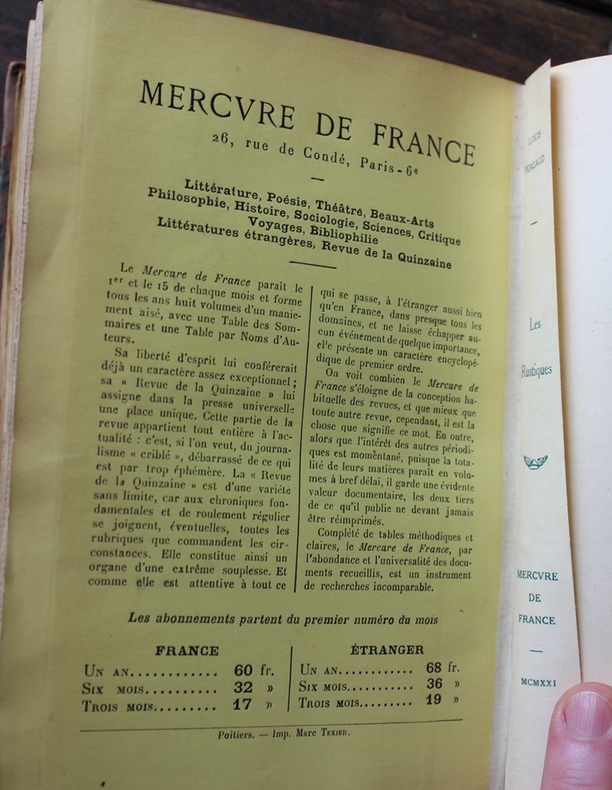 MERCVRE DE FRANCE
26, rue de Condé, Paris-6e
Littérature, Poésie, Théâtre, Beaux-Arts
Philosophie, Histoire, Sociologie, Sciences, Critique
Voyages, Bibliophilie
Littératures étrangères, Revue de la Quinzaine
Le Mercure de France paraît le
1er et le 15 de chaque mois et forme
tous les ans huit volumes d'un manie-
ment aisé, avec une Table des Som-
maires et une Table par Noms d'Au-
teurs.
Sa liberté d'esprit lui conférerait
déjà un caractère assez exceptionnel ;
sa « Revue de la Quinzaine » lui
assigne dans la presse universelle
une place unique. Cette partie de la
revue appartient tout entière à l'ac-
tualité : c'est, si l'on veut, du journa-
lisme « criblé », débarrassé de ce qui
est par trop éphémère. La « Revue
de la Quinzaine » est d'une variété
sans limite, car aux chroniques fon-
damentales et de roulement régulier
se joignent, éventuelles, toutes les
rubriques que commandent les cir-
constances. Elle constitue ainsi un
organe d'une extrême souplesse. Et
comme elle est attentive à tout ce
qui se passe, à l'étranger aussi bien
qu'en France, dans presque tous les
domaines, et ne laisse échapper au-
cun événement de quelque importance,
elle présente un caractère encyclopé-
dique de premier ordre.
On voit combien le Mercure de
France s'éloigne de la conception ha-
bituelle des revues, et que mieux que
toute autre revue, cependant, il est la
chose que signifie ce mot. En outre,
alors que l'intérêt des autres périodi-
ques est momentané, puisque la tota-
lité de leurs matières paraît en volu-
mes à bref délai, il garde une évidente
valeur documentaire, les deux tiers
de ce qu'il publie ne devant jamais
être réimprimés.
Complété de tables méthodiques et
claires, le Mercure de France, par
l'abondance et l'universalité des docu-
ments recueillis, est un instrument
de recherches incomparable.
Les abonnements partent du premier numéro du mois
FRANCE
UN AN............ 60 fr.
SIX MOIS.......... 32 »
TROIS MOIS......... 17 »
ÉTRANGER
UN AN............ 68 fr.
SIX MOIS.......... 36 »
TROIS MOIS......... 19 »
Poitiers. — Imp. Marc TEXIER.
LOUIS
PERGAUD
—
Les
Rustiques
MERCVRE
DE
FRANCE
—
MCMXXI